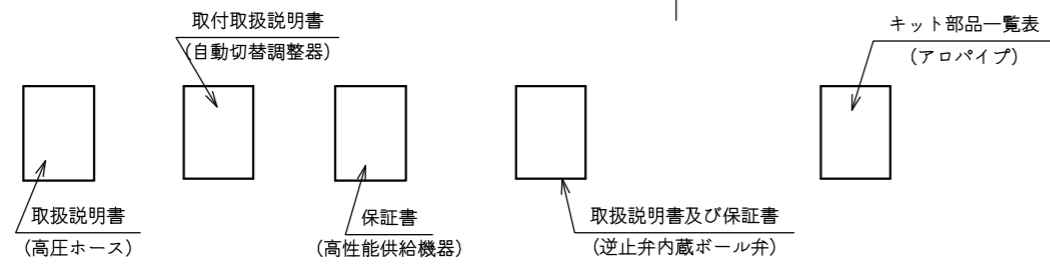 取付取扱説明書
(自動切替調整器)
キット部品一覧表
(アロパイプ)
取扱説明書
(高圧ホース)
保証書
(高性能供給機器)
取扱説明書及び保証書
(逆止弁内蔵ボール弁)